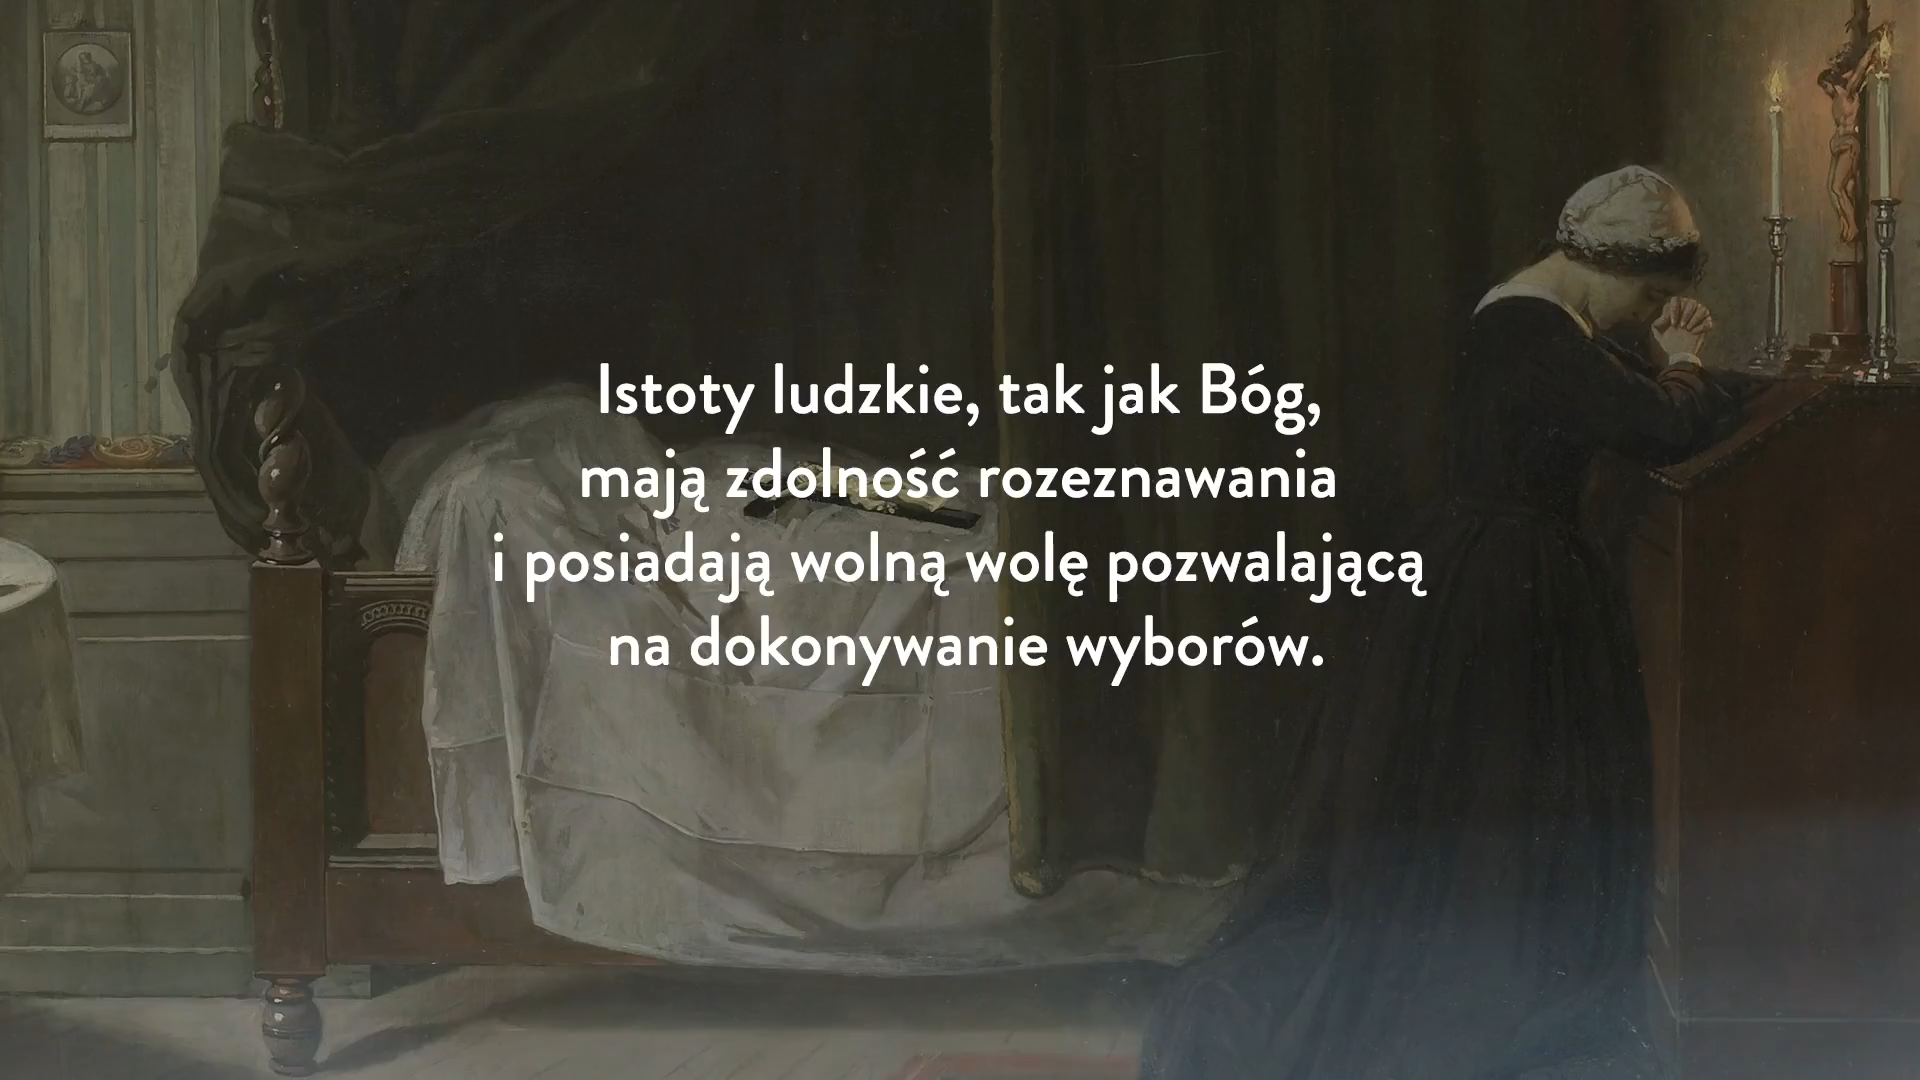 Istoty ludzkie, tak jak Bóg,
mają zdolność rozeznawania
i posiadają wolną wolę pozwalającą
na dokonywanie wyborów.